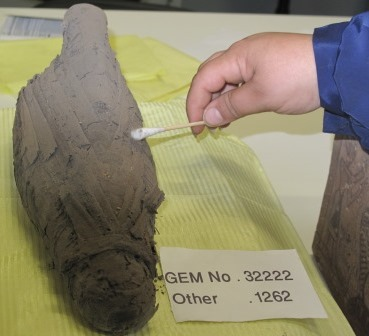 GEM No . 32222
Other . 1262